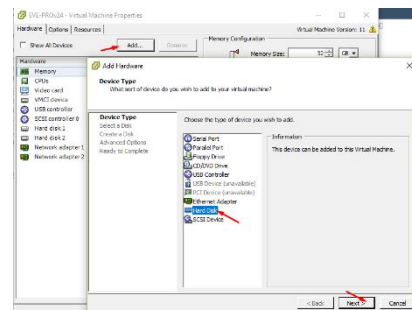 EVE-PROv24 - Virtual Machine Properties
Hardware Options Resources
Virtual Machine Version: 11
Show All Devices
Add...
Remove
Memory Configuration
Memory Size: 32 GB
Hardware
Memory
CPUs
Video card
VMCI device
USB controller
SCSI controller 0
Hard disk 1
Hard disk 2
Network adapter 1
Network adapter 2
Add Hardware
Device Type
What sort of device do you wish to add to your virtual machine?
Device Type
Select a Disk
Create a Disk
Advanced Options
Ready to Complete
Choose the type of device you wish to add.
Serial Port
Parallel Port
Floppy Drive
CD/DVD Drive
USB Controller
USB Device (unavailable)
PCI Device (unavailable)
Ethernet Adapter
Hard Disk
SCSI Device
Information
This device can be added to this Virtual Machine.
< Back
Next >
Cancel